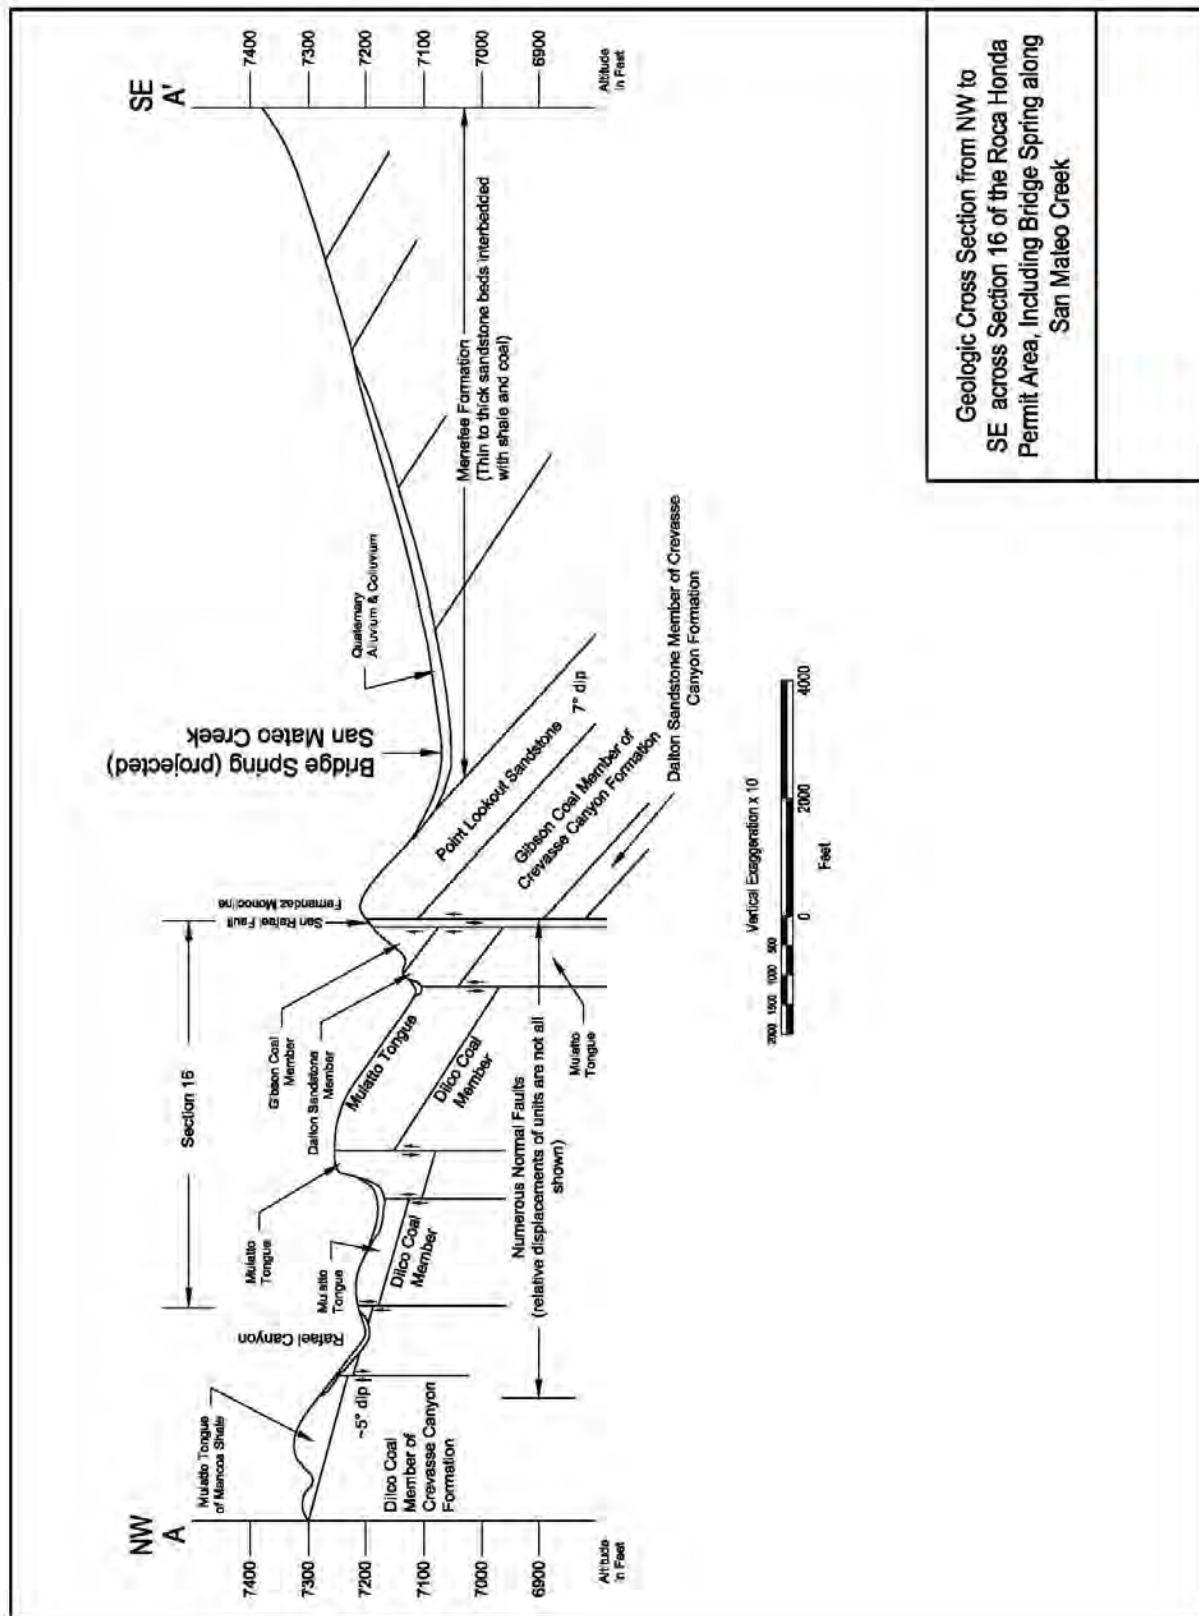 NW
A
SE
A'
7400
7300
7200
7100
7000
6900
Altitude
in Feet
7400
7300
7200
7100
7000
6900
Altitude
in Feet
Section 16
Mulatto Tongue
of Mancos Shale
Rafael Canyon
~5° dip
Dilco Coal
Member of
Crevasse Canyon
Formation
Mulatto
Tongue
Mulatto
Tongue
Dilco Coal
Member
Gibson Coal
Member
Dalton Sandstone
Member
Mulatto Tongue
Dilco Coal
Member
Mulatto
Tongue
Numerous Normal Faults
(relative displacements of units are not all
shown)
San Rafael Fault
Fernandez Monocline
Point Lookout Sandstone
7° dip
Gibson Coal Member of
Crevasse Canyon Formation
Dalton Sandstone Member of Crevasse
Canyon Formation
Bridge Spring (projected)
San Mateo Creek
Quaternary
Alluvium & Colluvium
Menefee Formation
(Thin to thick sandstone beds interbedded
with shale and coal)
Vertical Exaggeration x 10
2000 1500 1000 500 0 2000 4000
Feet
Geologic Cross Section from NW to
SE across Section 16 of the Roca Honda
Permit Area, Including Bridge Spring along
San Mateo Creek